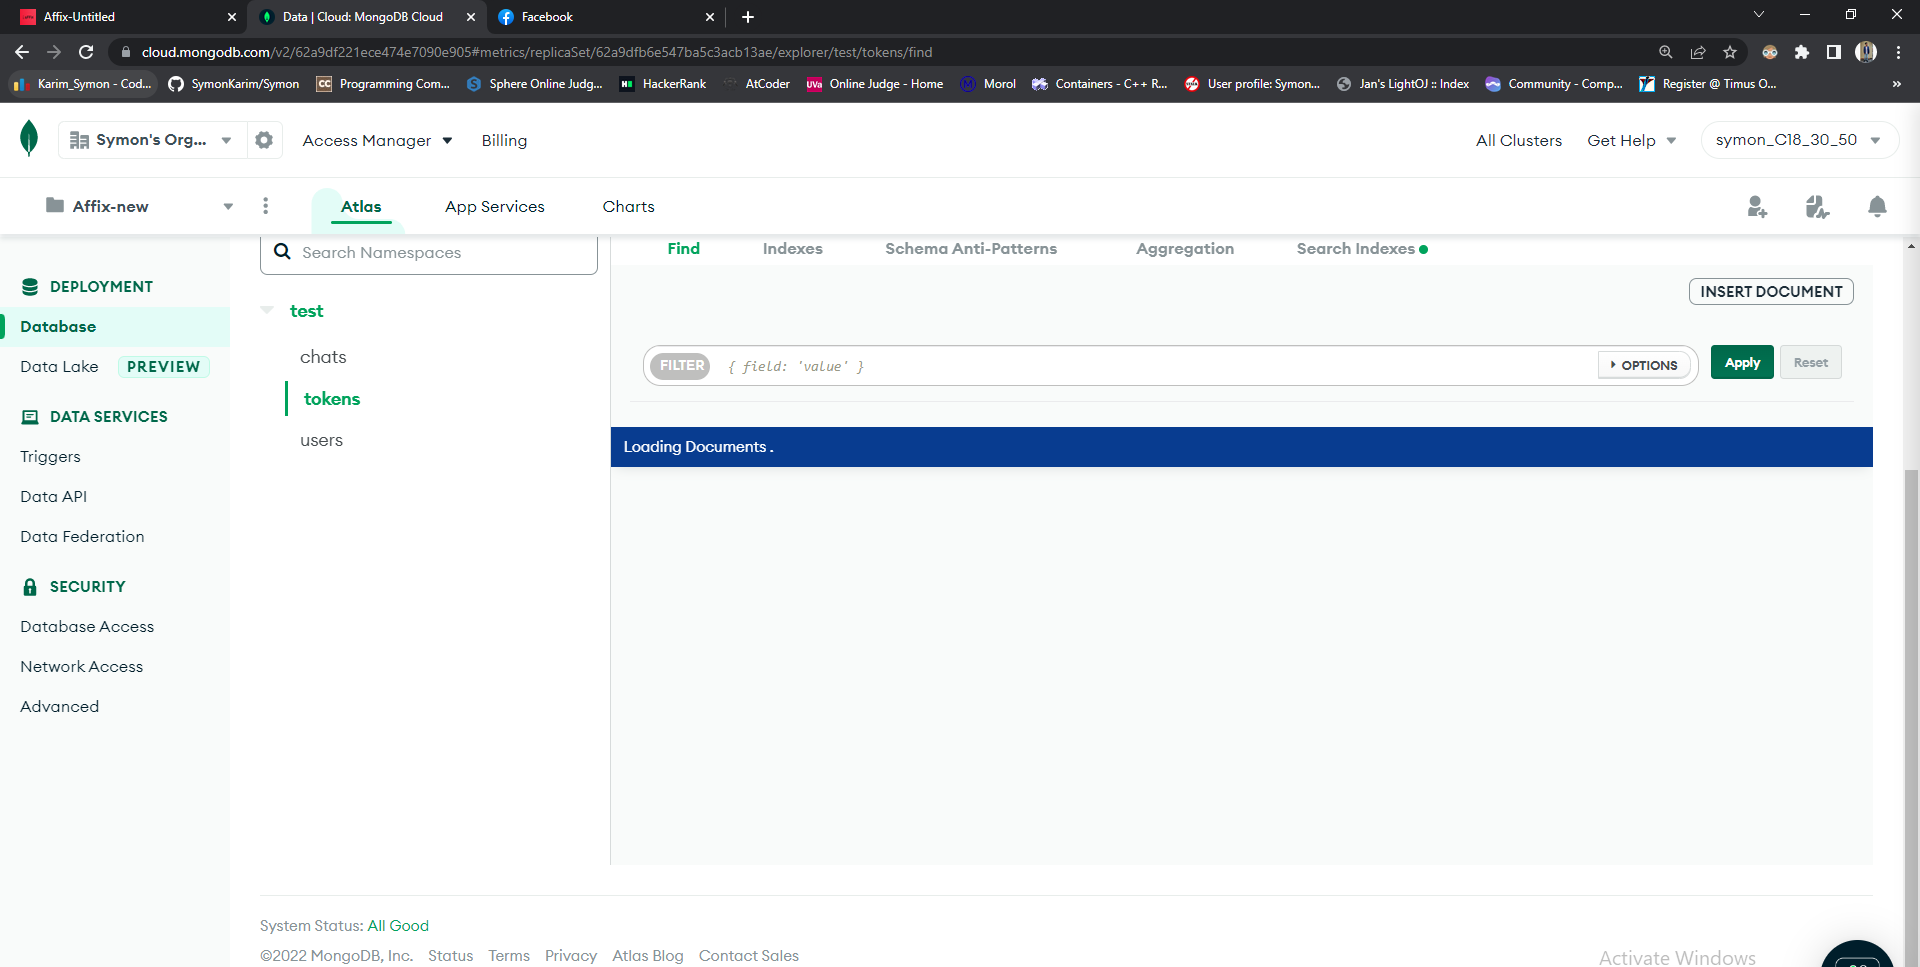 Affix-Untitled
Data | Cloud: MongoDB Cloud
Facebook
cloud.mongodb.com/v2/62a9df221ece474e7090e905#metrics/replicaSet/62a9dfb6e547ba5c3acb13ae/explorer/test/tokens/find
Karim_Symon - Cod...
SymonKarim/Symon
CC
Programming Com...
Sphere Online Judg...
HackerRank
AtCoder
UVa
Online Judge - Home
Morol
Containers - C++ R...
User profile: Symon...
Jan's LightOJ :: Index
Community - Comp...
Register @ Timus O...
»
Symon's Org...
Access Manager
Billing
All Clusters
Get Help
symon_C18_30_50
Affix-new
Atlas
App Services
Charts
DEPLOYMENT
Database
Data Lake
PREVIEW
DATA SERVICES
Triggers
Data API
Data Federation
SECURITY
Database Access
Network Access
Advanced
Search Namespaces
test
chats
tokens
users
Find
Indexes
Schema Anti-Patterns
Aggregation
Search Indexes
INSERT DOCUMENT
FILTER
{ field: 'value' }
OPTIONS
Apply
Reset
Loading Documents .
System Status: All Good
©2022 MongoDB, Inc.
Status
Terms
Privacy
Atlas Blog
Contact Sales
Activate Windows